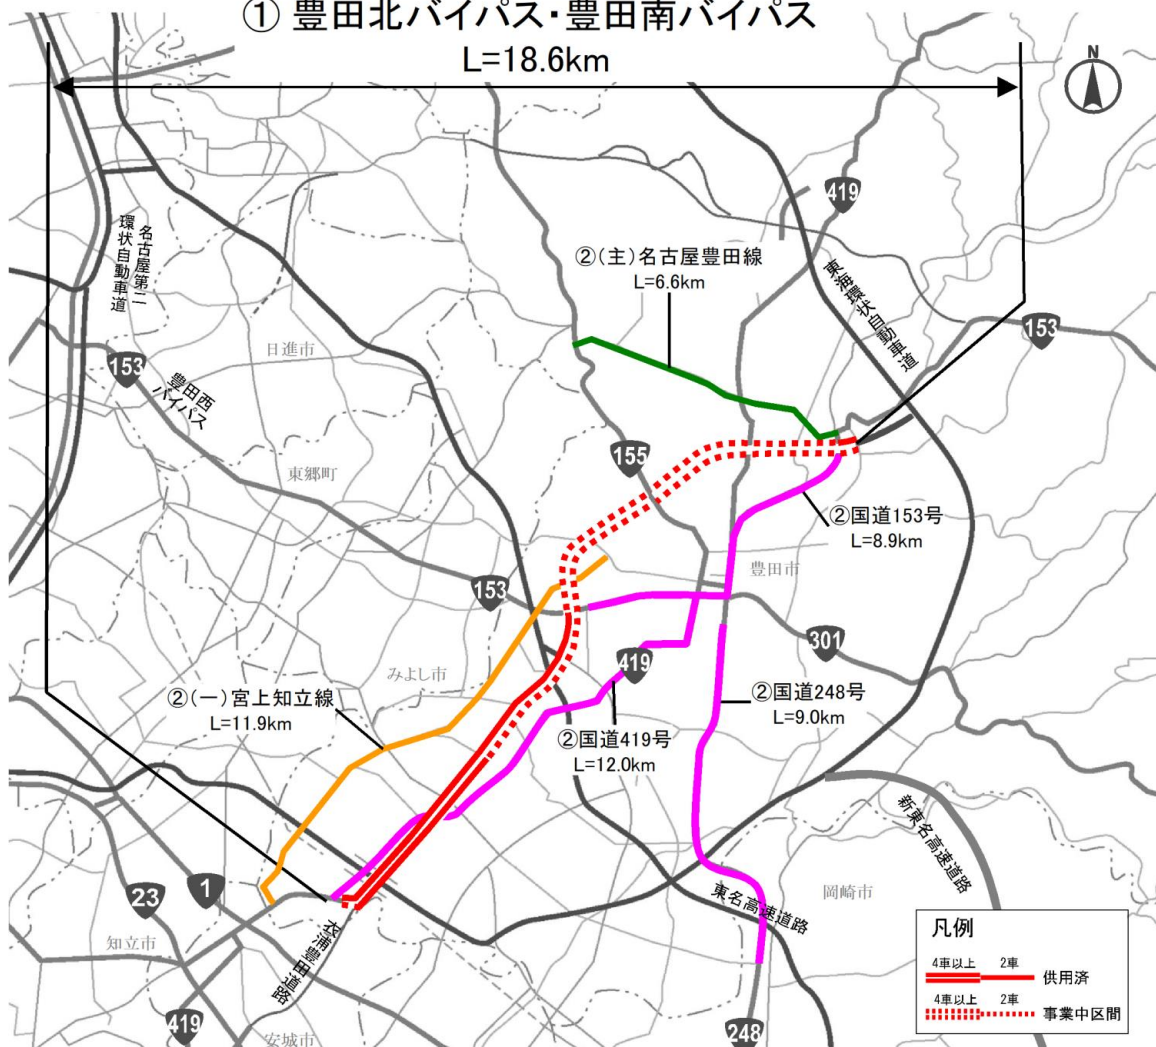 ① 豊田北バイパス・豊田南バイパス
L=18.6km
N
419
名古屋第二
環状自動車道
②(主)名古屋豊田線
L=6.6km
東海環状自動車道
153
日進市
153
豊田西
バイパス
155
東郷町
②国道153号
L=8.9km
豊田市
153
301
みよし市
419
②(一)宮上知立線
L=11.9km
②国道248号
L=9.0km
②国道419号
L=12.0km
新東名高速道路
23
1
東名高速道路
岡崎市
知立市
衣浦豊田道路
419
安城市
248
凡例
4車以上 2車
供用済
4車以上 2車
事業中区間